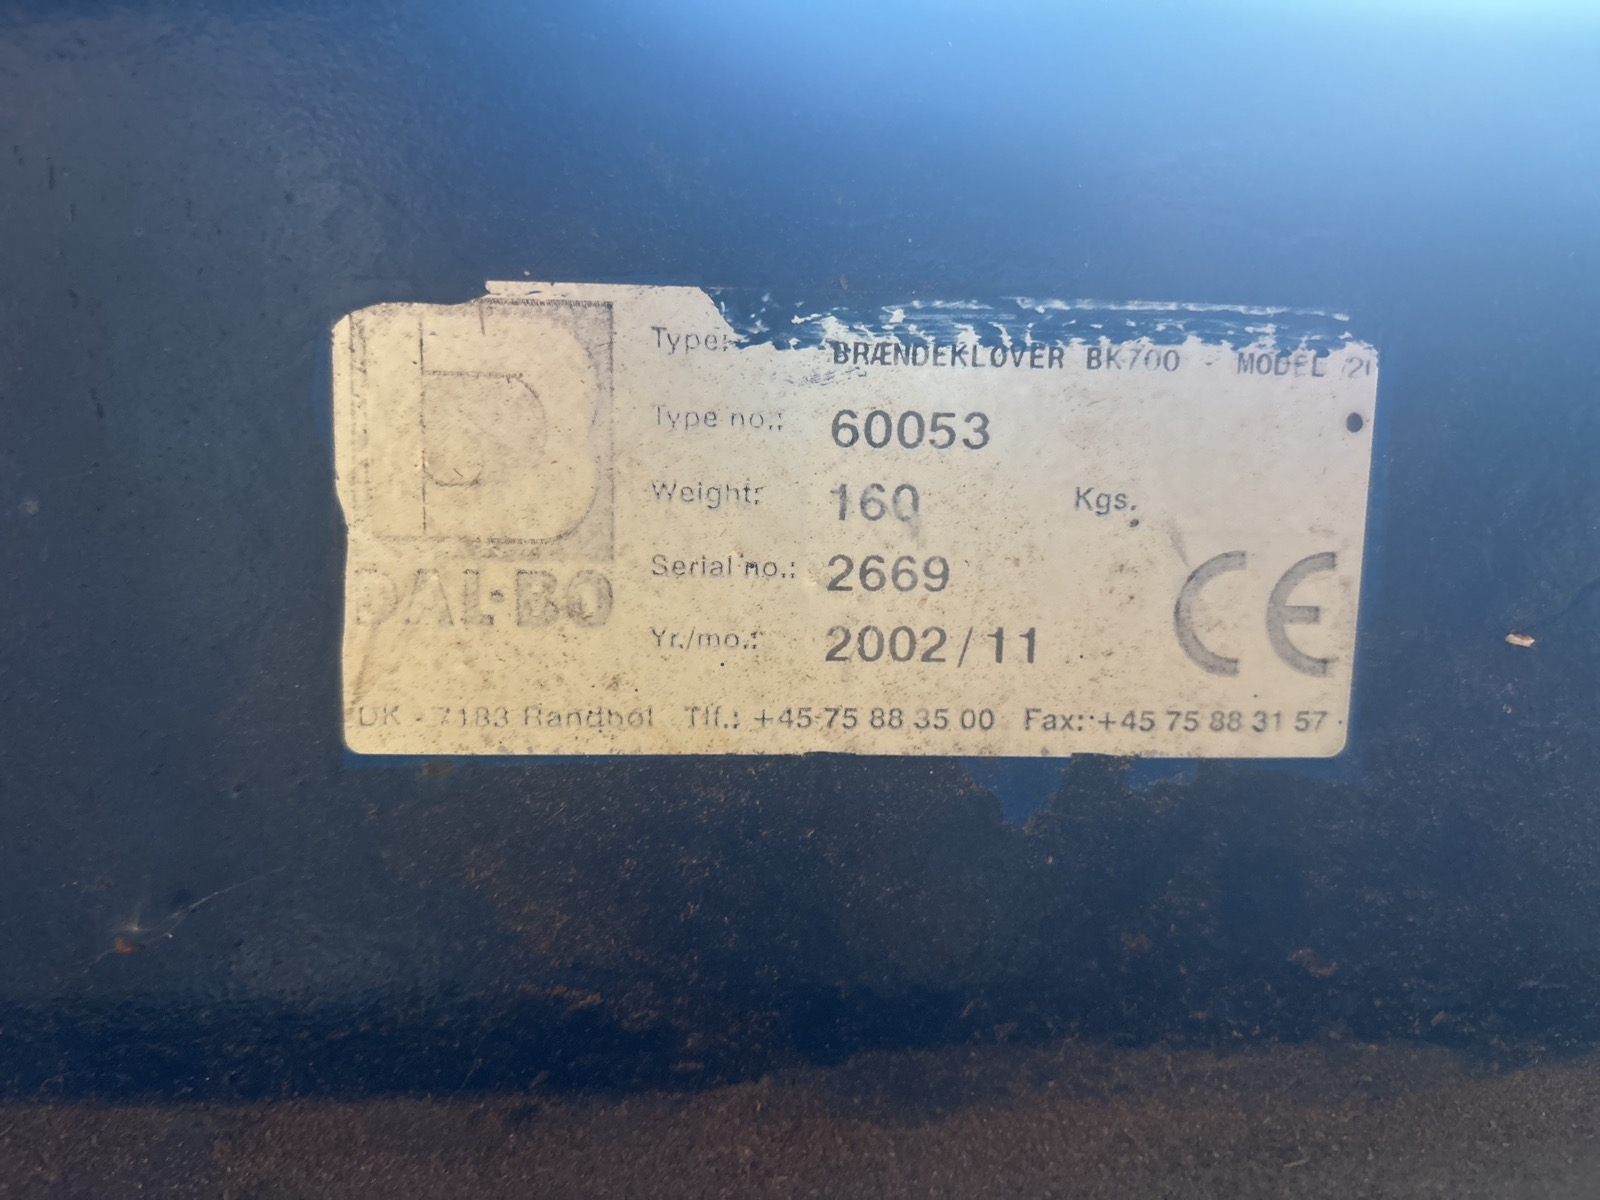 Type: BRÆNDEKLØVER BK700 - MODEL
Type no.: 60053
Weight: 160 Kgs.
Serial no.: 2669
Yr./mo.: 2002/11
CE
DAL-BO
DK - 7183 Randbøl Tlf.: +45 75 88 35 00 Fax: +45 75 88 31 57